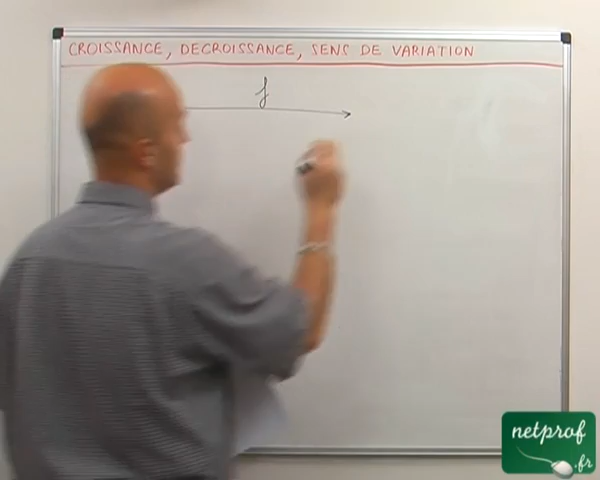 CROISSANCE, DECROISSANCE, SENS DE VARIATION
f
netprof
.fr